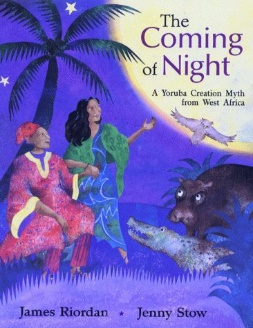 The
Coming
of Night
A Yoruba Creation Myth
from West Africa
James Riordan ★ Jenny Stow